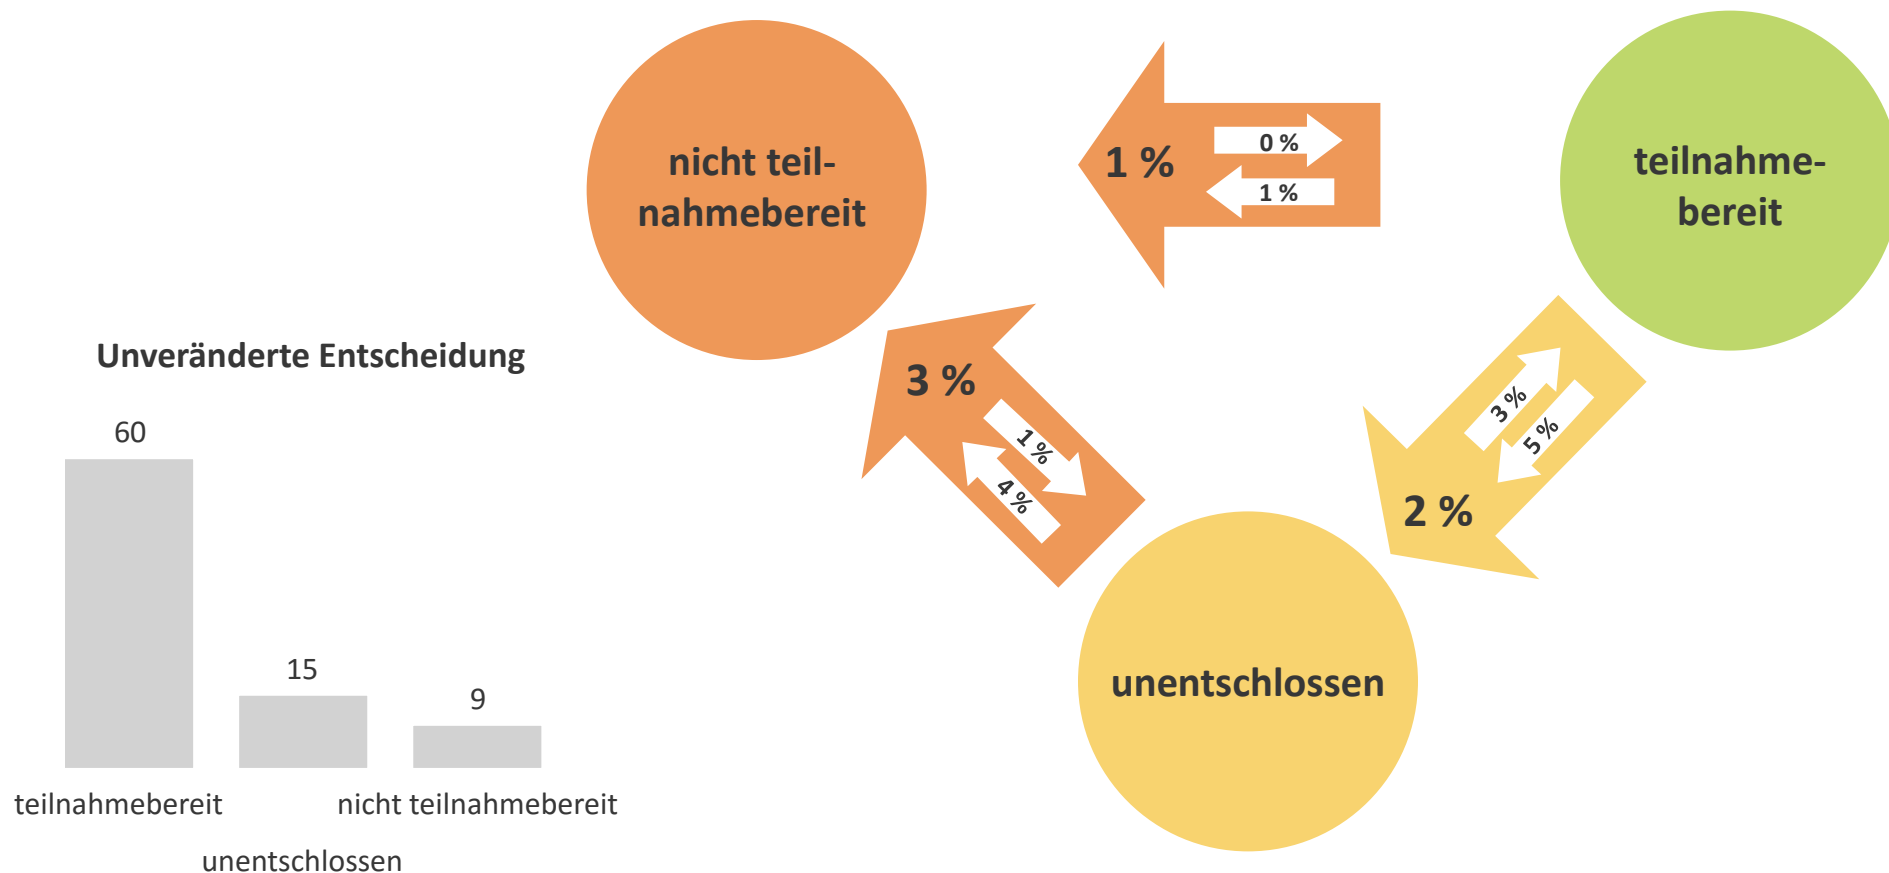 nicht teil-
nahmebereit
1 %
0 %
1 %
teilnahme-
bereit
3 %
1 %
4 %
2 %
3 %
5 %
unentschlossen
Unveränderte Entscheidung
60
15
9
teilnahmebereit
nicht teilnahmebereit
unentschlossen